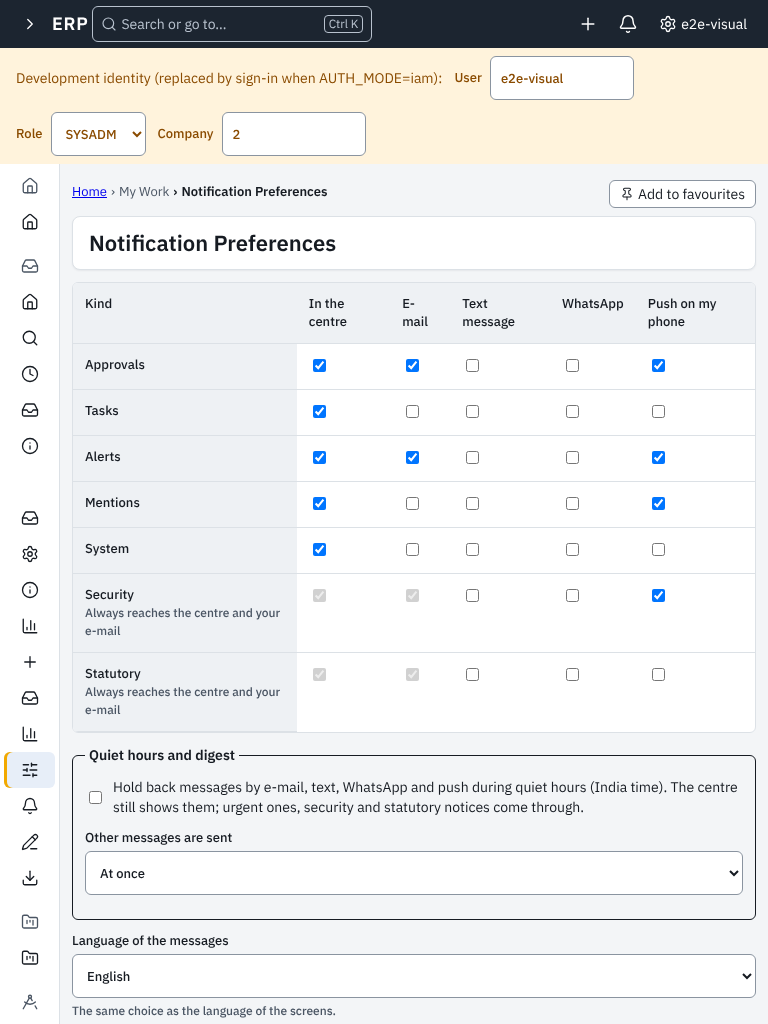 ERP
Search or go to...
Ctrl K
e2e-visual
Development identity (replaced by sign-in when AUTH_MODE=iam):
User
e2e-visual
Role
SYSADM
Company
2
Home › My Work › Notification Preferences
Add to favourites
Notification Preferences
Kind
In the
centre
E-
mail
Text
message
WhatsApp
Push on my
phone
Approvals
Tasks
Alerts
Mentions
System
Security
Always reaches the centre and your
e-mail
Statutory
Always reaches the centre and your
e-mail
Quiet hours and digest
Hold back messages by e-mail, text, WhatsApp and push during quiet hours (India time). The centre
still shows them; urgent ones, security and statutory notices come through.
Other messages are sent
At once
Language of the messages
English
The same choice as the language of the screens.